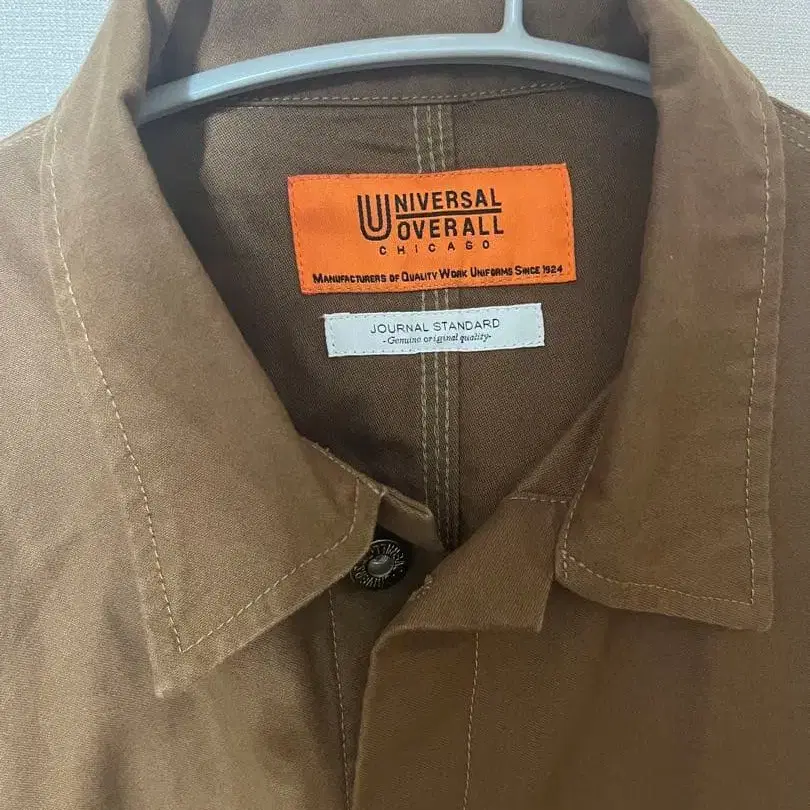 UNIVERSAL
OVERALL
CHICAGO
MANUFACTURERS OF QUALITY WORK UNIFORMS SINCE 1924
JOURNAL STANDARD
-Genuine original quality-